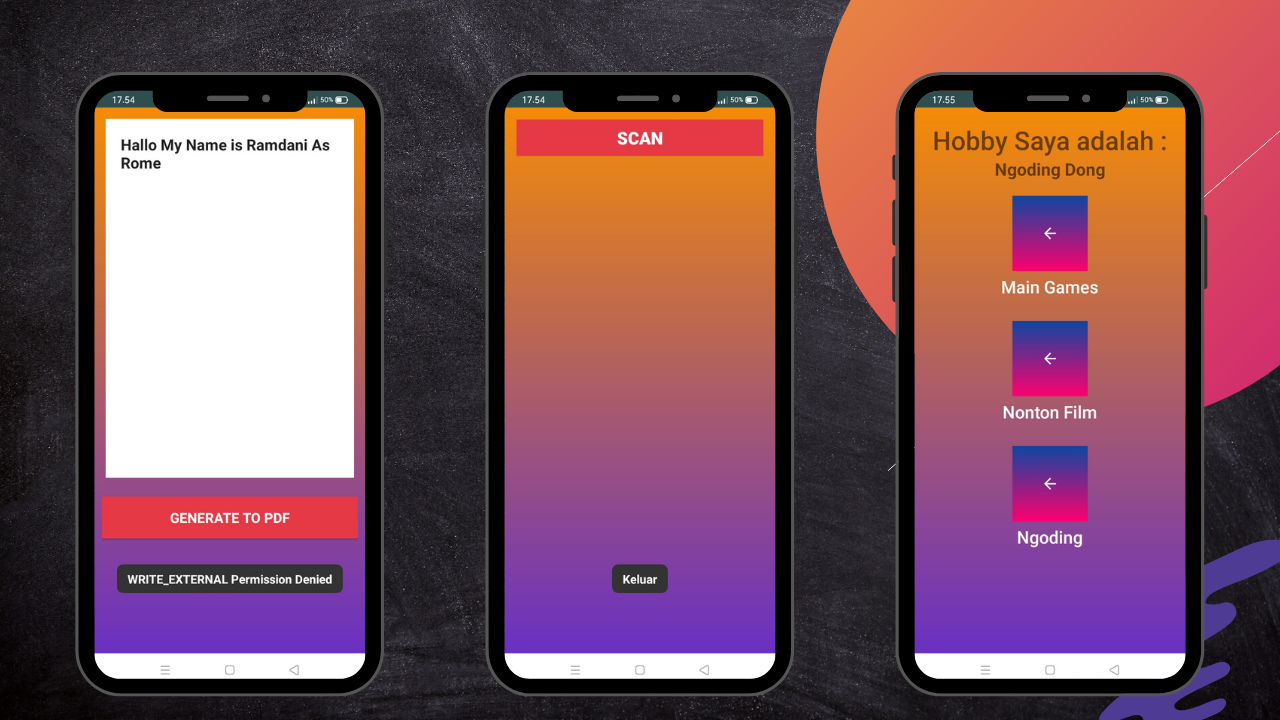 17.54
50%
Hallo My Name is Ramdani As
Rome
GENERATE TO PDF
WRITE_EXTERNAL Permission Denied
17.54
50%
SCAN
Keluar
17.55
50%
Hobby Saya adalah :
Ngoding Dong
Main Games
Nonton Film
Ngoding